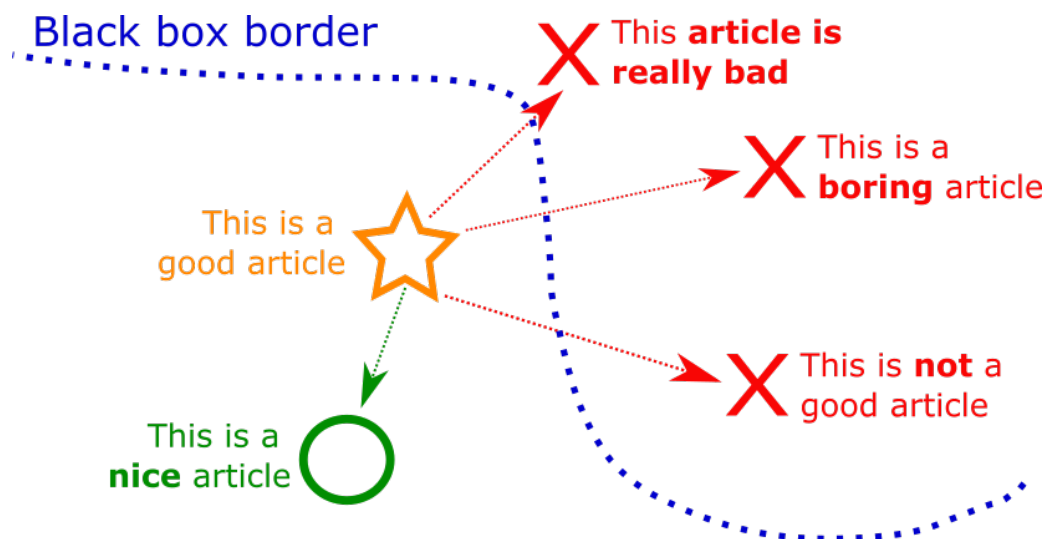 Black box border
This article is
really bad
This is a
boring article
This is a
good article
This is not a
good article
This is a
nice article